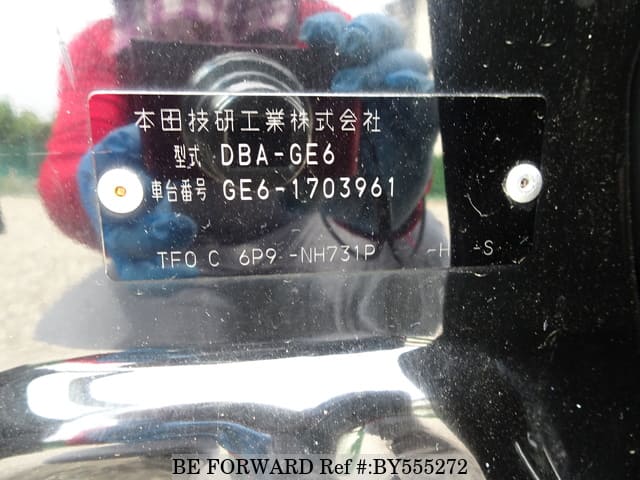 本田技研工業株式会社
型式 DBA-GE6
車台番号 GE6-1703961
TF0 C 6P9 -NH731P -H -S
BE FORWARD Ref #:BY555272